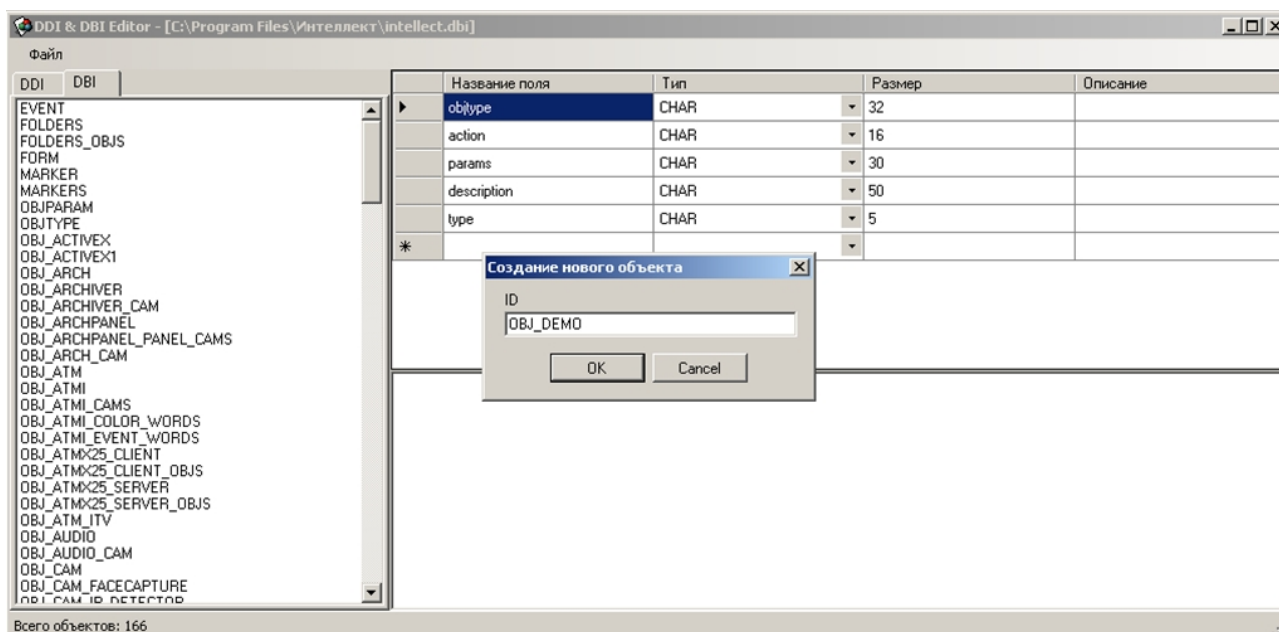 DDI & DBI Editor - [C:\Program Files\Интеллект\intellect.dbi]
Файл
DDI DBI
EVENT
FOLDERS
FOLDERS_OBJS
FORM
MARKER
MARKERS
OBJPARAM
OBJTYPE
OBJ_ACTIVEX
OBJ_ACTIVEX1
OBJ_ARCH
OBJ_ARCHIVER
OBJ_ARCHIVER_CAM
OBJ_ARCHPANEL
OBJ_ARCHPANEL_PANEL_CAMS
OBJ_ARCH_CAM
OBJ_ATM
OBJ_ATMI
OBJ_ATMI_CAMS
OBJ_ATMI_COLOR_WORDS
OBJ_ATMI_EVENT_WORDS
OBJ_ATMX25_CLIENT
OBJ_ATMX25_CLIENT_OBJS
OBJ_ATMX25_SERVER
OBJ_ATMX25_SERVER_OBJS
OBJ_ATM_ITV
OBJ_AUDIO
OBJ_AUDIO_CAM
OBJ_CAM
OBJ_CAM_FACECAPTURE
OBJ_CAM_IP_DETECTOR
Название поля Тип Размер Описание
objtype CHAR 32
action CHAR 16
params CHAR 30
description CHAR 50
type CHAR 5
Создание нового объекта
ID
OBJ_DEMO
OK Cancel
Всего объектов: 166